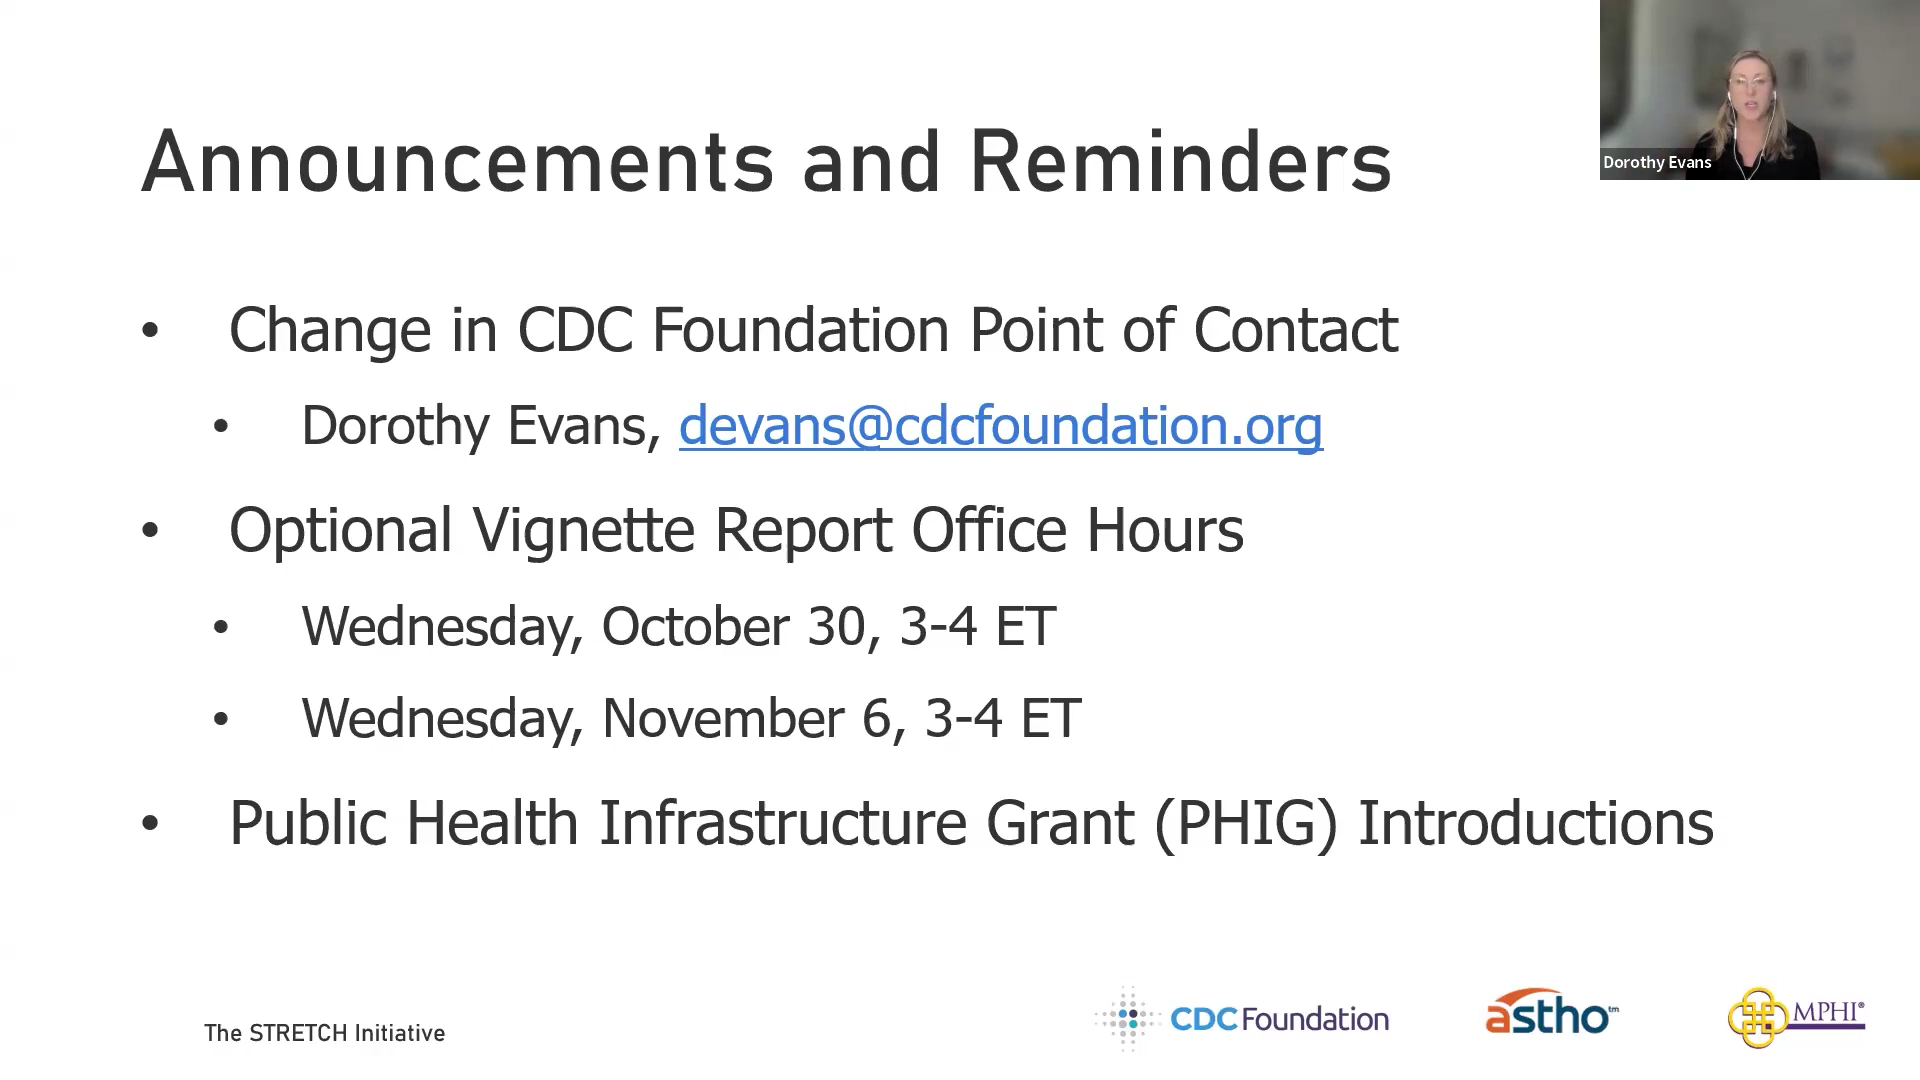 Dorothy Evans
Announcements and Reminders
• Change in CDC Foundation Point of Contact
• Dorothy Evans, devans@cdcfoundation.org
• Optional Vignette Report Office Hours
• Wednesday, October 30, 3-4 ET
• Wednesday, November 6, 3-4 ET
• Public Health Infrastructure Grant (PHIG) Introductions
The STRETCH Initiative
CDC Foundation
astho™
MPHI®